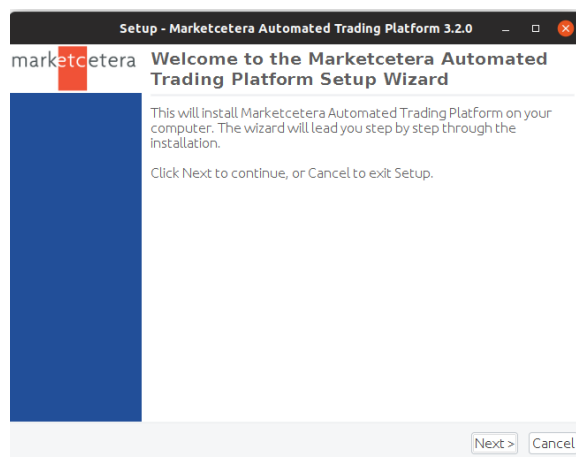 Setup - Marketcetera Automated Trading Platform 3.2.0
marketcetera
Welcome to the Marketcetera Automated
Trading Platform Setup Wizard
This will install Marketcetera Automated Trading Platform on your
computer. The wizard will lead you step by step through the
installation.
Click Next to continue, or Cancel to exit Setup.
Next >
Cancel